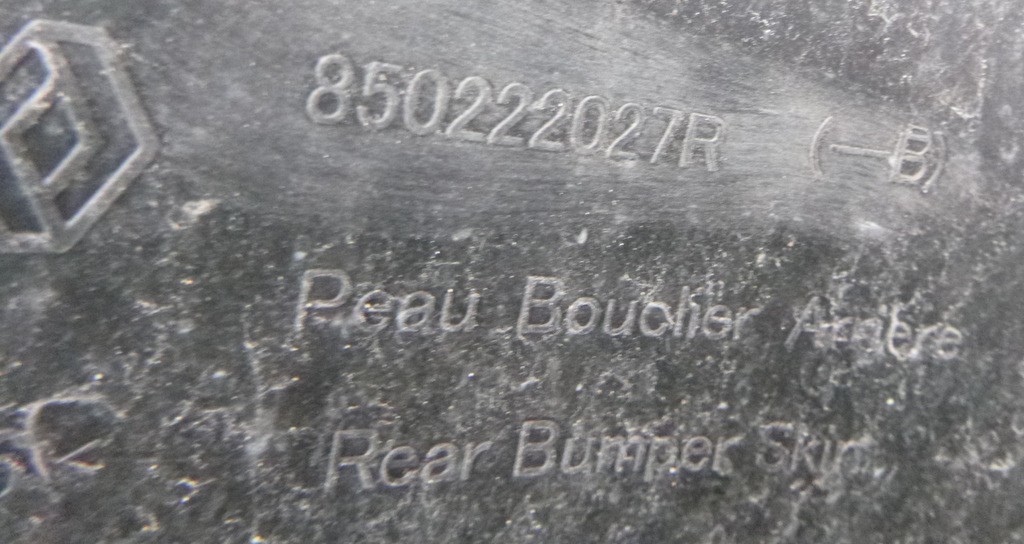 850222027R (—B)
Peau Bouclier Arrière
Rear Bumper Skin